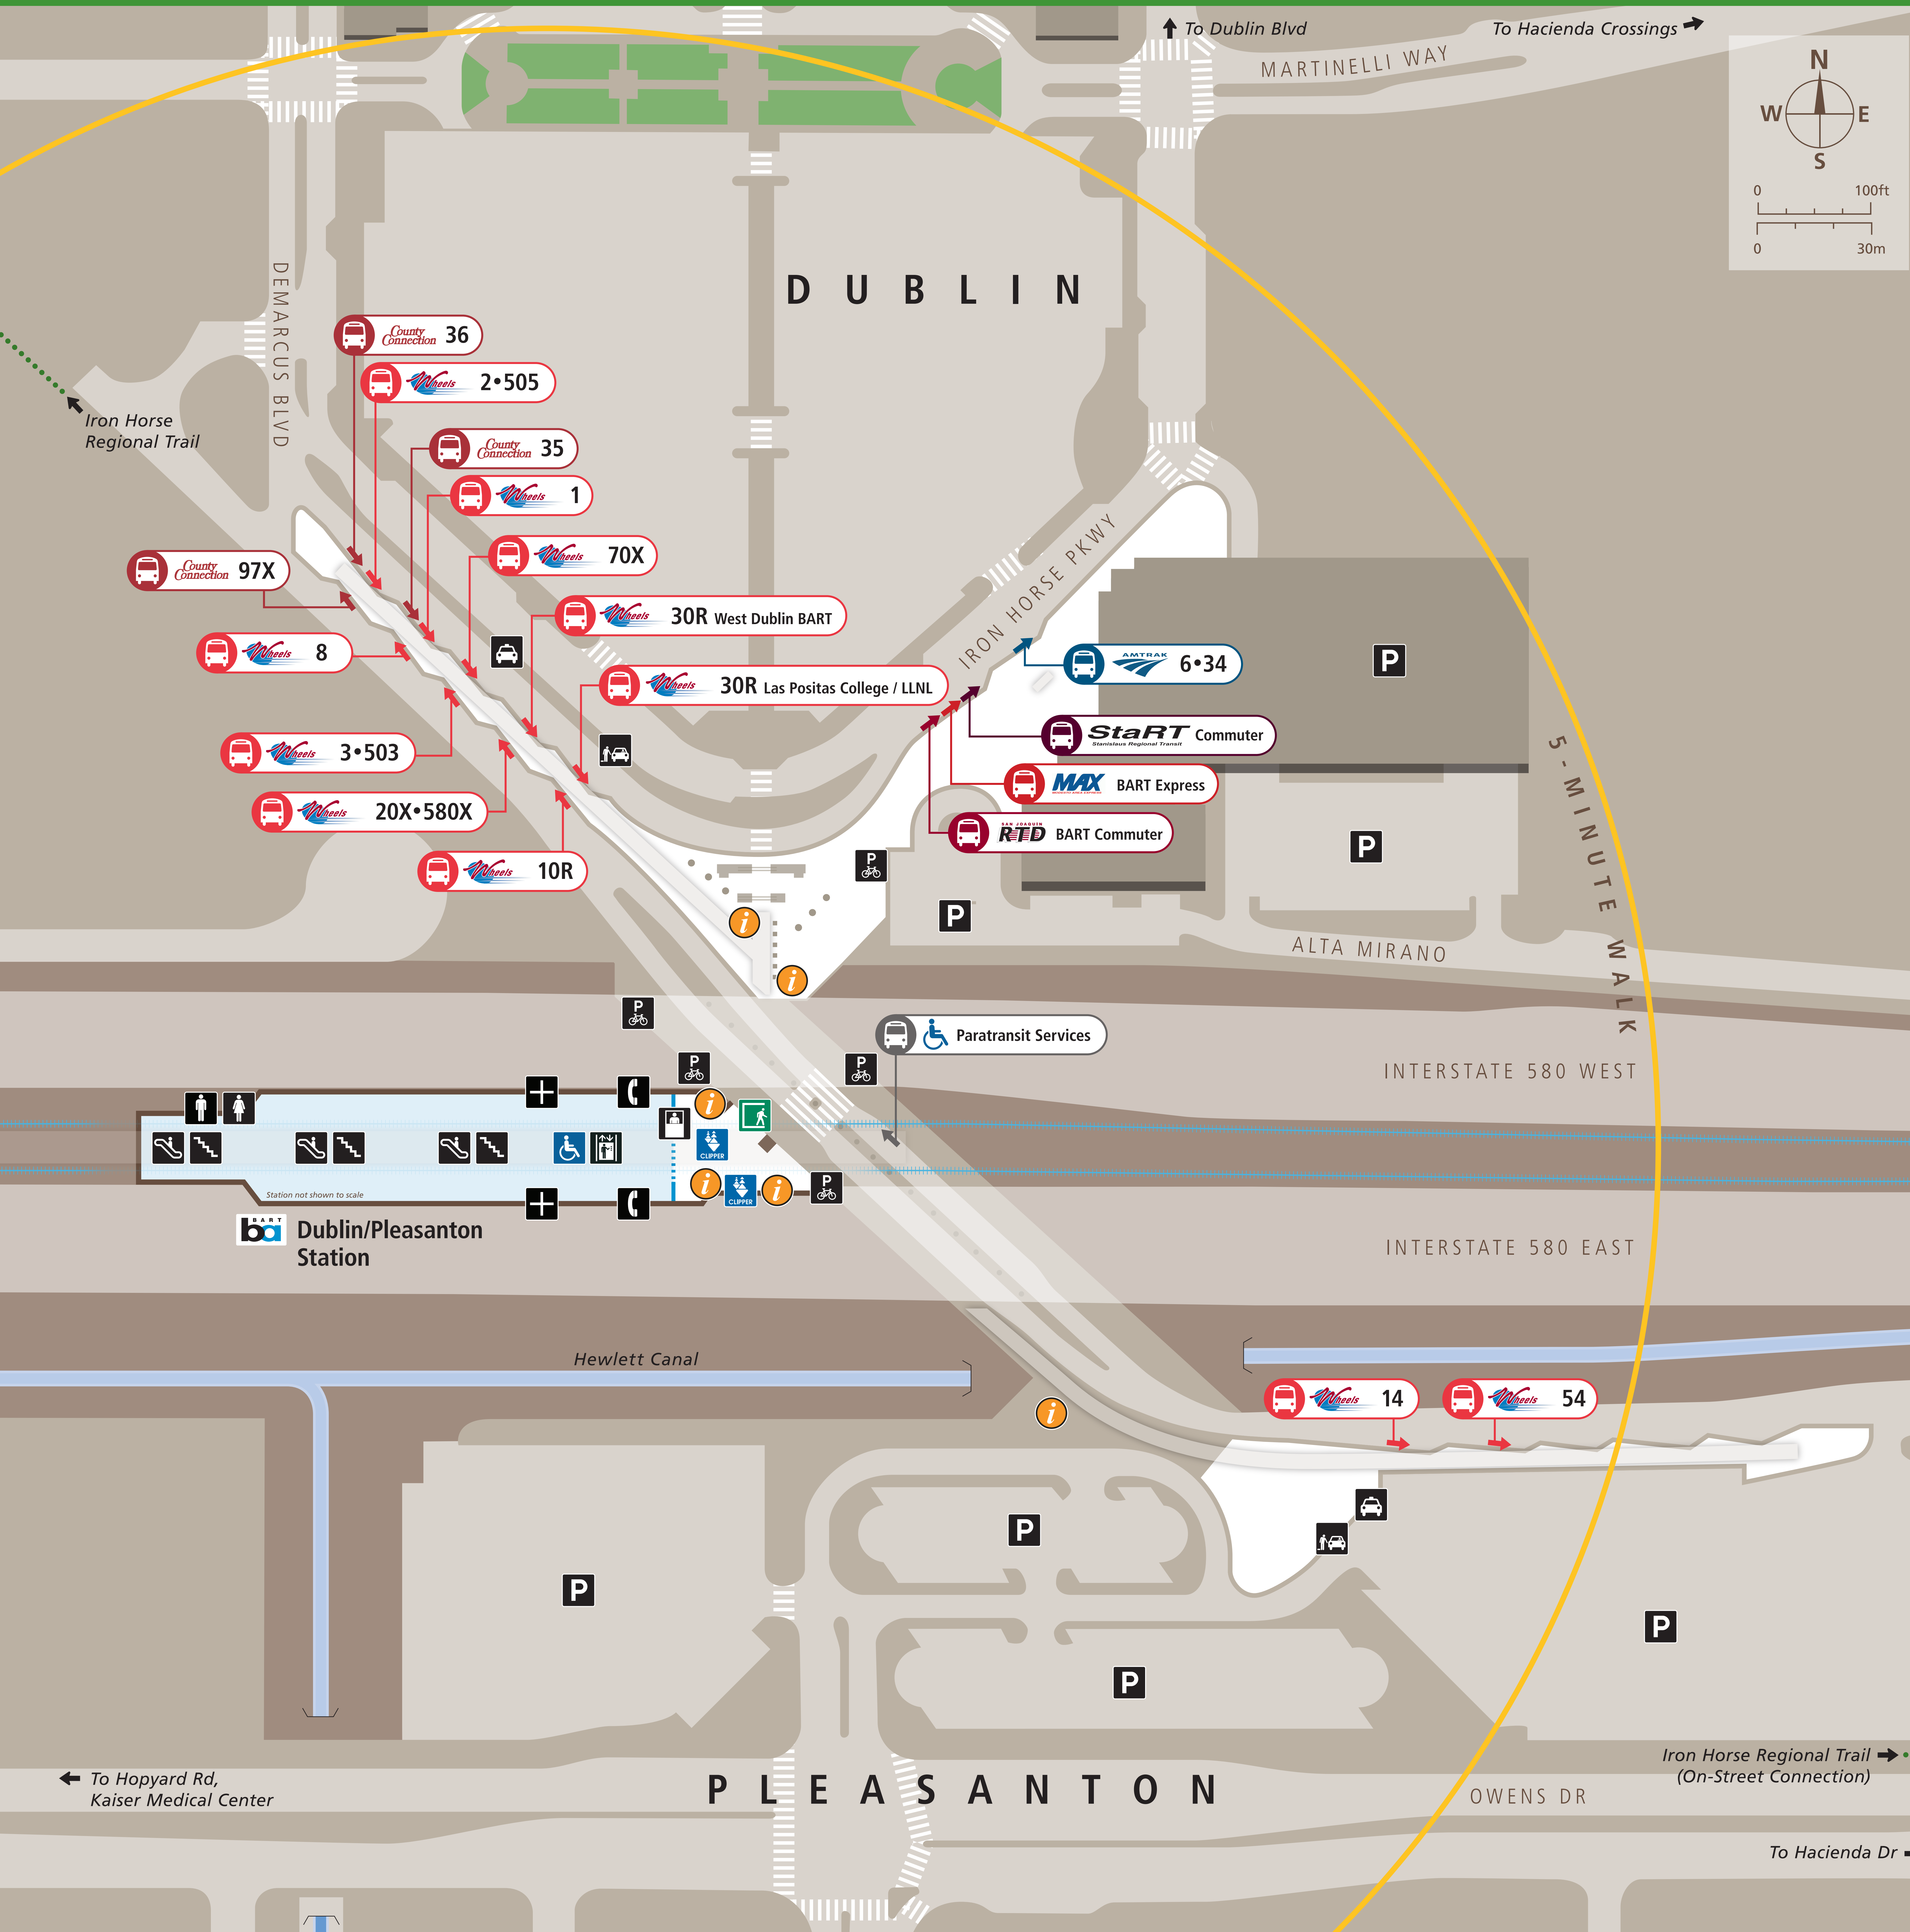 To Dublin Blvd
To Hacienda Crossings
MARTINELLI WAY
N
W E
S
0 100ft
0 30m
DUBLIN
DEMARCUS BLVD
County Connection 36
Wheels 2•505
Iron Horse
Regional Trail
County Connection 35
Wheels 1
IRON HORSE PKWY
County Connection 97X
Wheels 70X
Wheels 30R West Dublin BART
Wheels 8
AMTRAK 6•34
P
Wheels 30R Las Positas College / LLNL
StaRT Commuter
Stanislaus Regional Transit
Wheels 3•503
MAX BART Express
Wheels 20X•580X
SAN JOAQUIN
RTD BART Commuter
5-MINUTE WALK
P
Wheels 10R
P
P
i
ALTA MIRANO
i
P
Paratransit Services
P
P
INTERSTATE 580 WEST
i
CLIPPER
i
CLIPPER
i
P
Station not shown to scale
BART
ba
Dublin/Pleasanton
Station
INTERSTATE 580 EAST
Hewlett Canal
i
Wheels 14
Wheels 54
P
P
P
P
Iron Horse Regional Trail
(On-Street Connection)
To Hopyard Rd,
Kaiser Medical Center
PLEASANTON
OWENS DR
To Hacienda Dr